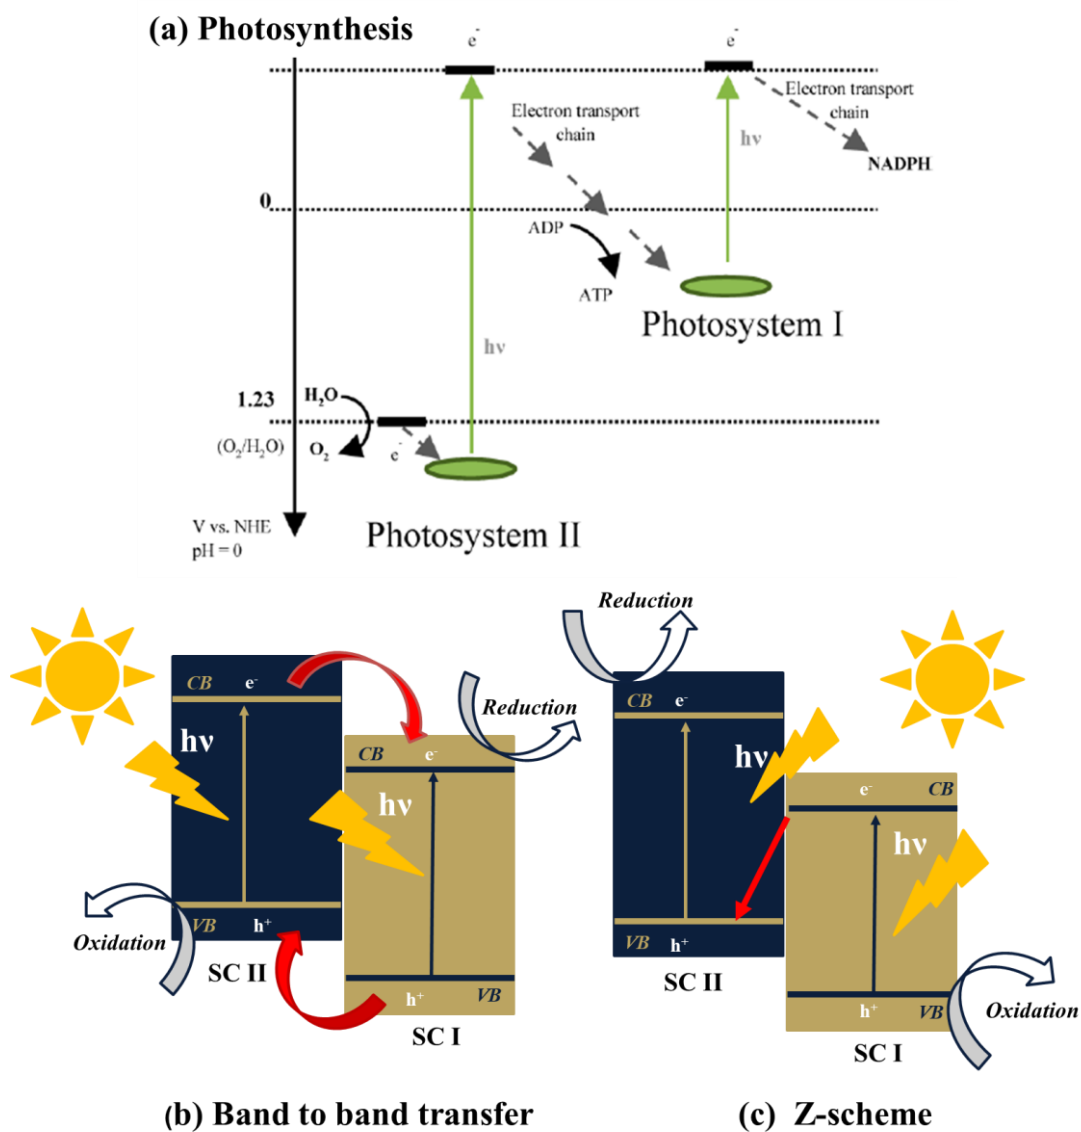 (a) Photosynthesis
e⁻
e⁻
Electron transport
chain
Electron transport
chain
hν
NADPH
0
ADP
ATP
Photosystem I
hν
1.23
H₂O
(O₂/H₂O)
O₂
e⁻
V vs. NHE
pH = 0
Photosystem II
Reduction
CB
e⁻
hν
Reduction
CB
e⁻
hν
Oxidation
VB
h⁺
SC II
h⁺
VB
SC I
CB
e⁻
hν
e⁻
CB
hν
VB
h⁺
SC II
h⁺
VB
Oxidation
SC I
(b) Band to band transfer
(c) Z-scheme